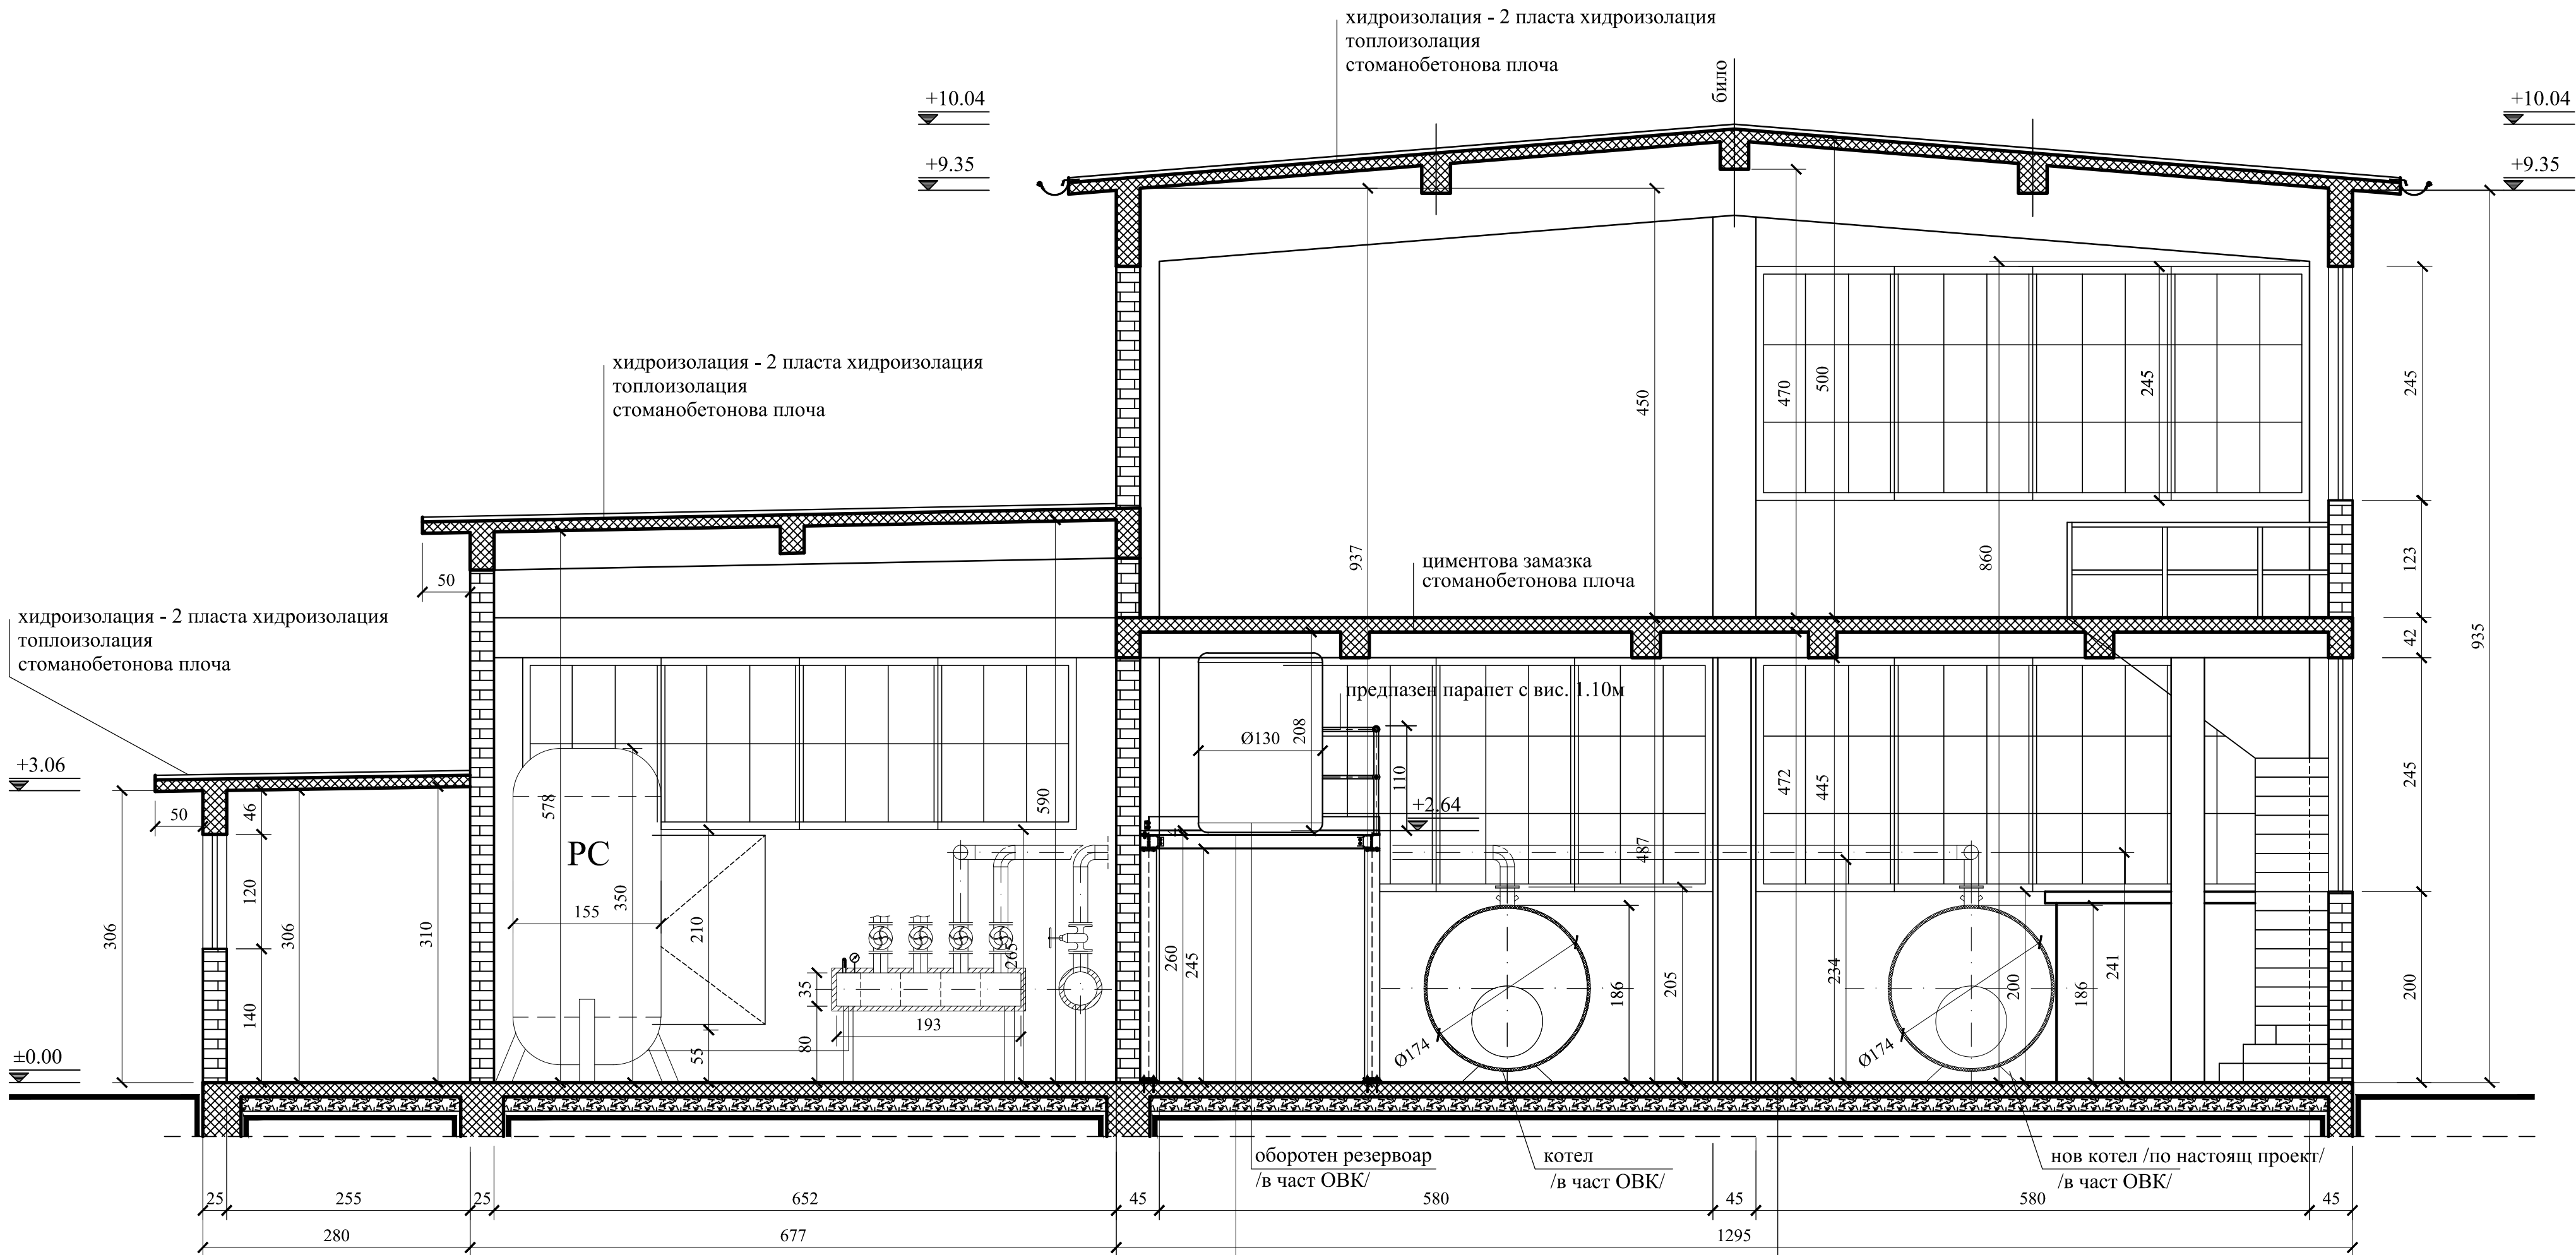 хидроизолация - 2 пласта хидроизолация
топлоизолация
стоманобетонова плоча
било
+10.04
+10.04
+9.35
+9.35
хидроизолация - 2 пласта хидроизолация
топлоизолация
стоманобетонова плоча
хидроизолация - 2 пласта хидроизолация
топлоизолация
стоманобетонова плоча
циментова замазка
стоманобетонова плоча
предпазен парапет с вис. 1.10м
50
50
937
450
470
500
860
245
245
123
42
935
245
200
+3.06
±0.00
+2.64
306
46
120
140
306
310
578
PC
155
350
210
55
35
80
193
265
590
Ø130
208
110
260
245
487
186
205
Ø174
472
445
234
Ø174
200
186
241
оборотен резервоар
/в част ОВК/
котел
/в част ОВК/
нов котел /по настоящ проект/
/в част ОВК/
25
255
25
652
45
580
45
580
45
280
677
1295